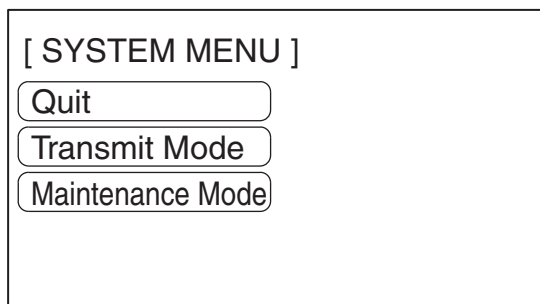 [ SYSTEM MENU ]
Quit
Transmit Mode
Maintenance Mode